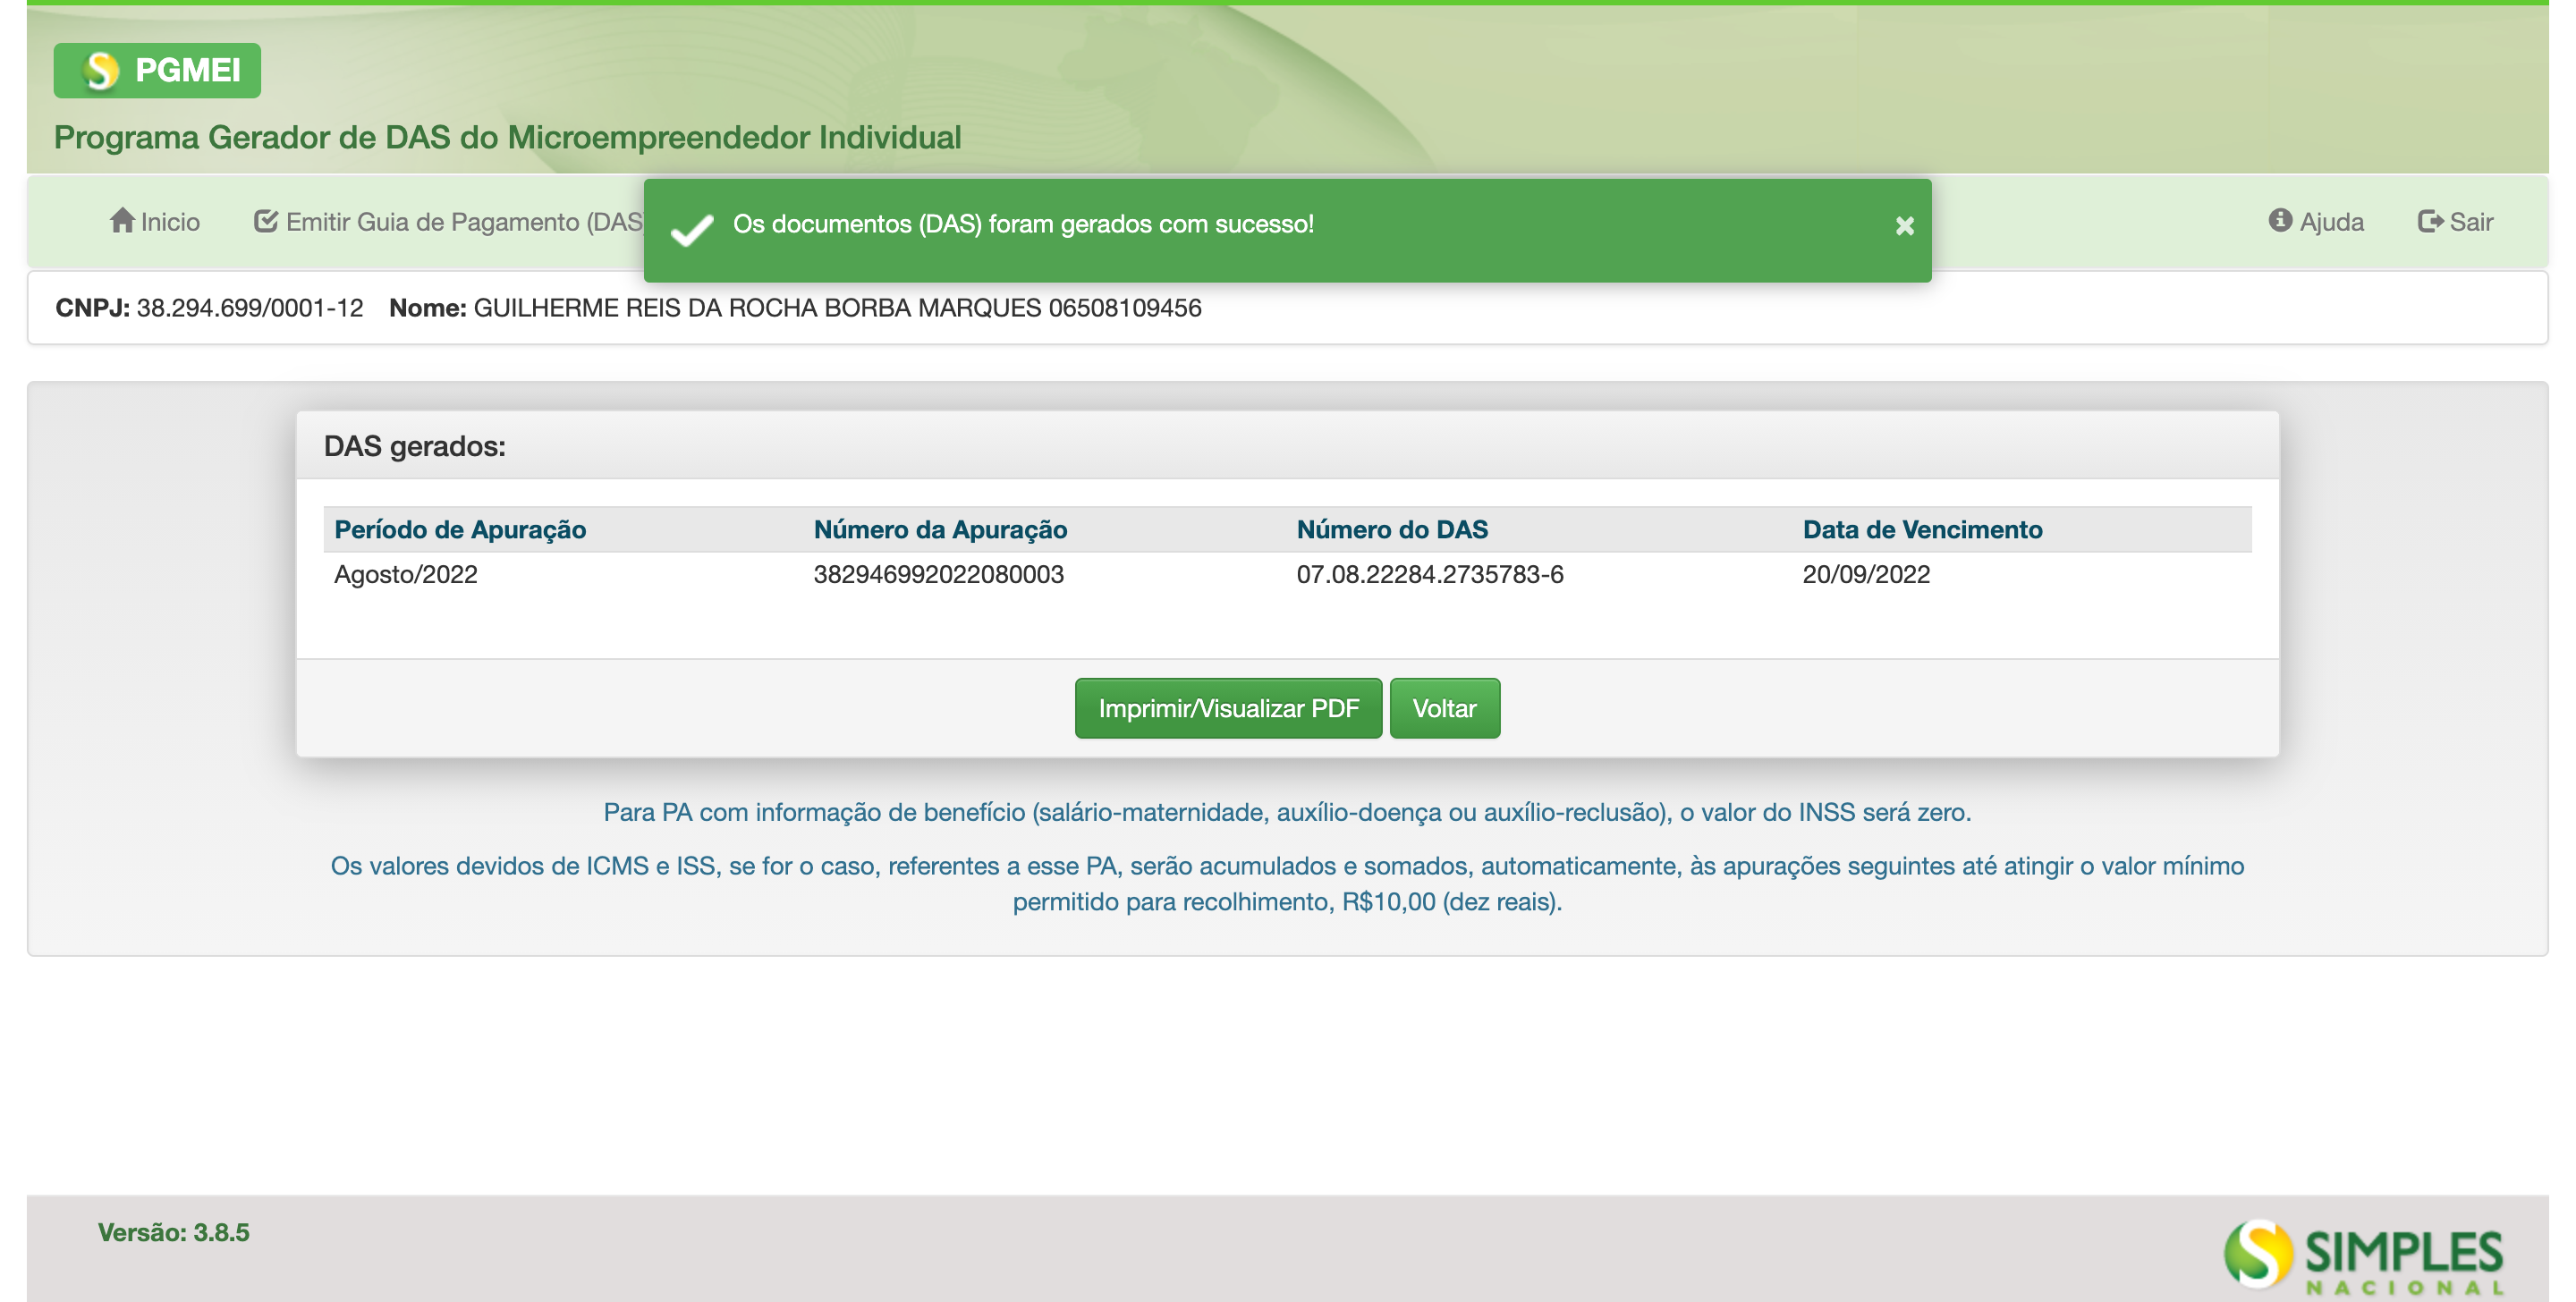 PGMEI
Programa Gerador de DAS do Microempreendedor Individual
Inicio
Emitir Guia de Pagamento (DAS)
Os documentos (DAS) foram gerados com sucesso!
×
Ajuda
Sair
CNPJ: 38.294.699/0001-12 Nome: GUILHERME REIS DA ROCHA BORBA MARQUES 06508109456
DAS gerados:
Período de Apuração Número da Apuração Número do DAS Data de Vencimento
Agosto/2022 382946992022080003 07.08.22284.2735783-6 20/09/2022
Imprimir/Visualizar PDF Voltar
Para PA com informação de benefício (salário-maternidade, auxílio-doença ou auxílio-reclusão), o valor do INSS será zero.
Os valores devidos de ICMS e ISS, se for o caso, referentes a esse PA, serão acumulados e somados, automaticamente, às apurações seguintes até atingir o valor mínimo
permitido para recolhimento, R$10,00 (dez reais).
Versão: 3.8.5
SIMPLES
NACIONAL